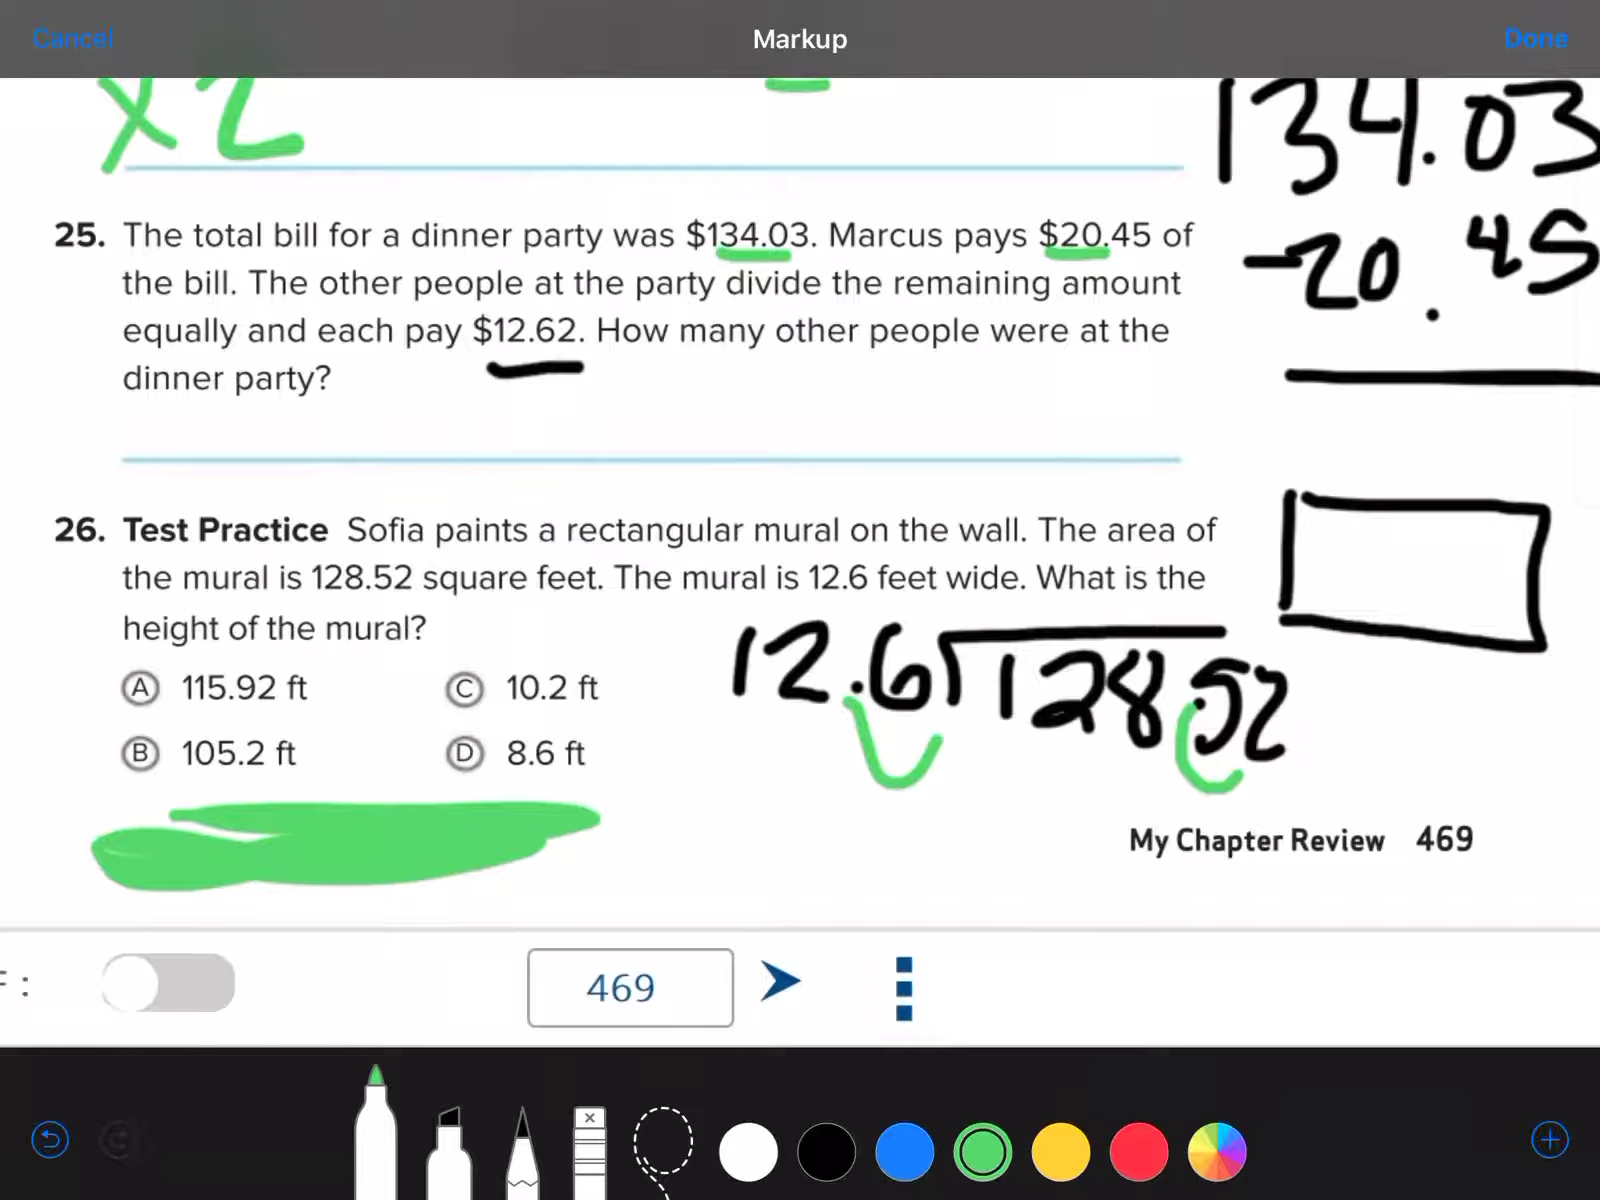 Cancel Markup Done
x2
134.03
-20.45
25. The total bill for a dinner party was $134.03. Marcus pays $20.45 of
the bill. The other people at the party divide the remaining amount
equally and each pay $12.62. How many other people were at the
dinner party?
26. Test Practice Sofia paints a rectangular mural on the wall. The area of
the mural is 128.52 square feet. The mural is 12.6 feet wide. What is the
height of the mural?
12.6 128.52
A 115.92 ft
B 105.2 ft
C 10.2 ft
D 8.6 ft
My Chapter Review 469
469